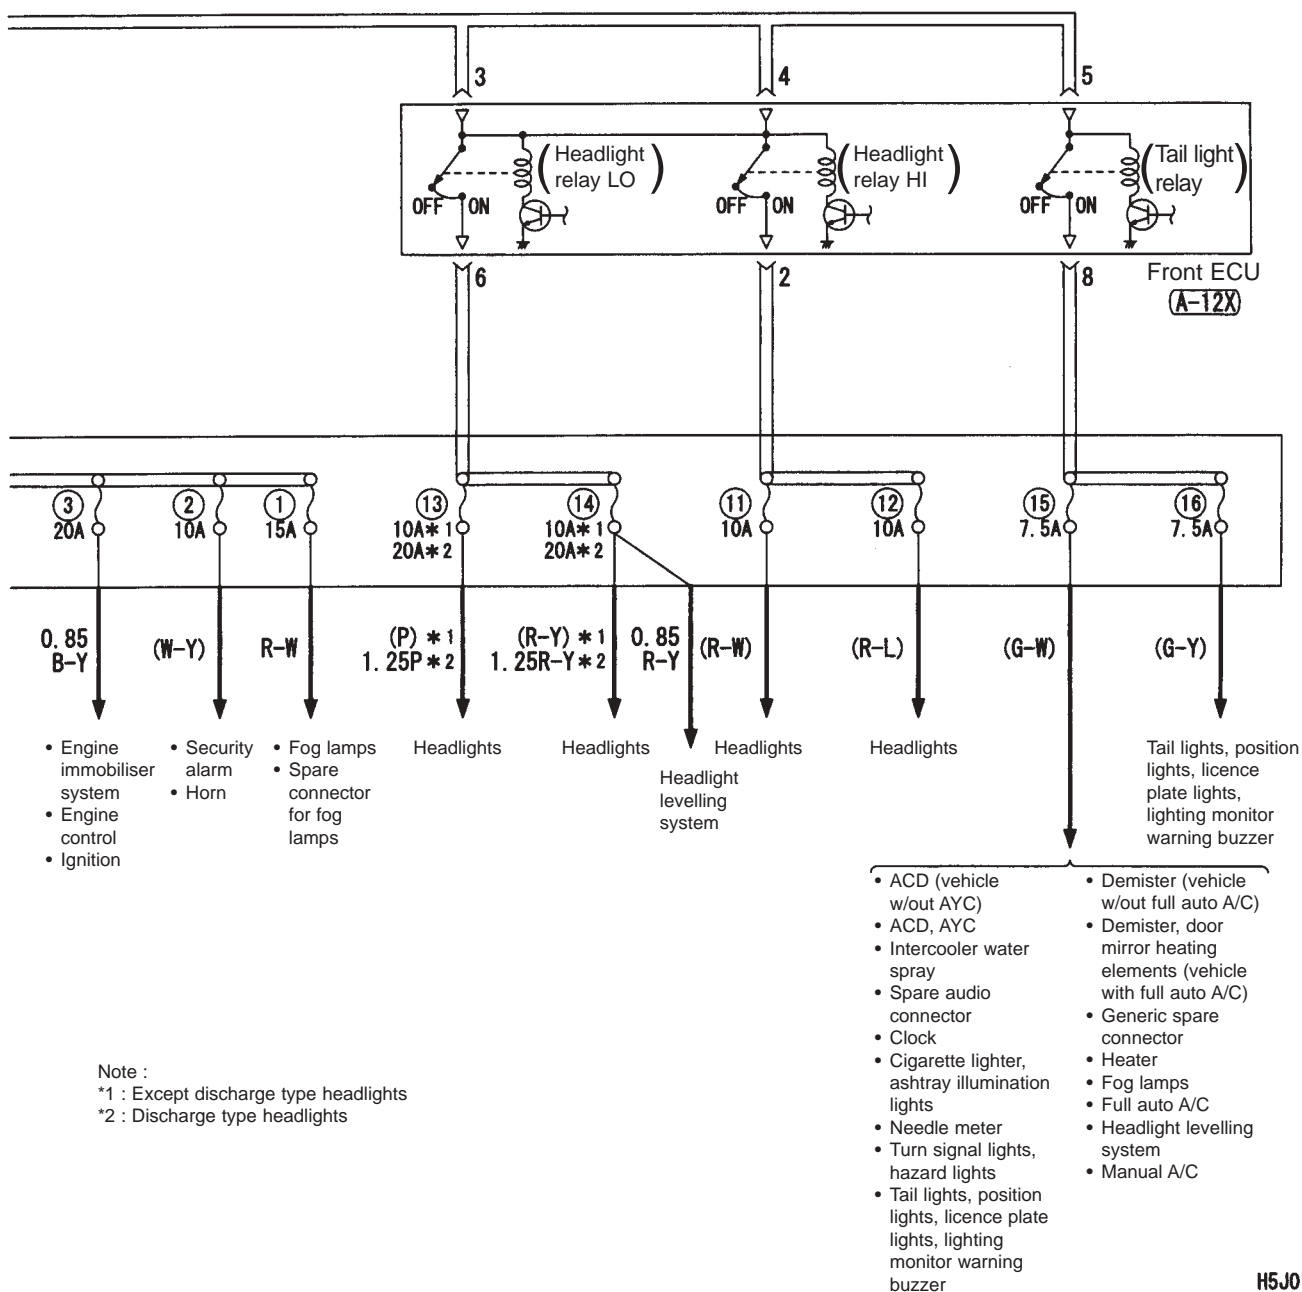 3
4
5
(Headlight
relay LO)
(Headlight
relay HI)
(Tail light
relay)
OFF ON
OFF ON
OFF ON
6
2
8
Front ECU
A-12X
3
20A
2
10A
1
15A
13
10A*1
20A*2
14
10A*1
20A*2
11
10A
12
10A
15
7.5A
16
7.5A
0.85
B-Y
(W-Y)
R-W
(P)*1
1.25P*2
(R-Y)*1
1.25R-Y*2
0.85
R-Y
(R-W)
(R-L)
(G-W)
(G-Y)
• Engine
immobiliser
system
• Engine
control
• Ignition
• Security
alarm
• Horn
• Fog lamps
• Spare
connector
for fog
lamps
Headlights
Headlights
Headlight
levelling
system
Headlights
Headlights
Tail lights, position
lights, licence
plate lights,
lighting monitor
warning buzzer
• ACD (vehicle
w/out AYC)
• ACD, AYC
• Intercooler water
spray
• Spare audio
connector
• Clock
• Cigarette lighter,
ashtray illumination
lights
• Needle meter
• Turn signal lights,
hazard lights
• Tail lights, position
lights, licence plate
lights, lighting
monitor warning
buzzer
• Demister (vehicle
w/out full auto A/C)
• Demister, door
mirror heating
elements (vehicle
with full auto A/C)
• Generic spare
connector
• Heater
• Fog lamps
• Full auto A/C
• Headlight levelling
system
• Manual A/C
Note :
*1 : Except discharge type headlights
*2 : Discharge type headlights
H5J0